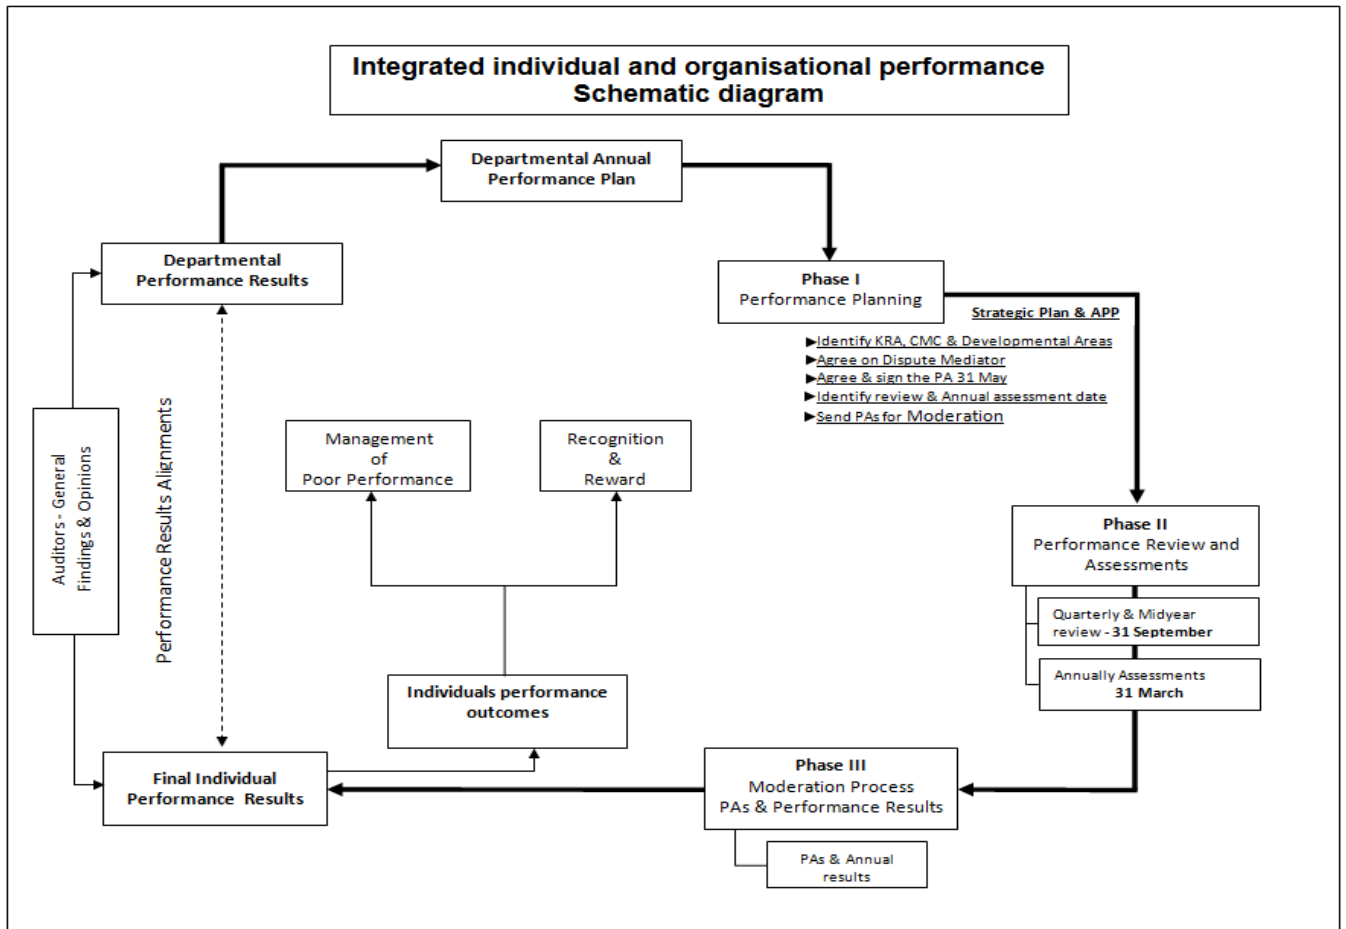 Integrated individual and organisational performance
Schematic diagram
Departmental Annual
Performance Plan
Departmental
Performance Results
Phase I
Performance Planning
Strategic Plan & APP
►Identify KRA, CMC & Developmental Areas
►Agree on Dispute Mediator
►Agree & sign the PA 31 May
►Identify review & Annual assessment date
►Send PAs for Moderation
Auditors - General
Findings & Opinions
Performance Results Alignments
Management
of
Poor Performance
Recognition
&
Reward
Phase II
Performance Review and
Assessments
Quarterly & Midyear
review - 31 September
Annually Assessments
31 March
Individuals performance
outcomes
Final Individual
Performance Results
Phase III
Moderation Process
PAs & Performance Results
PAs & Annual
results